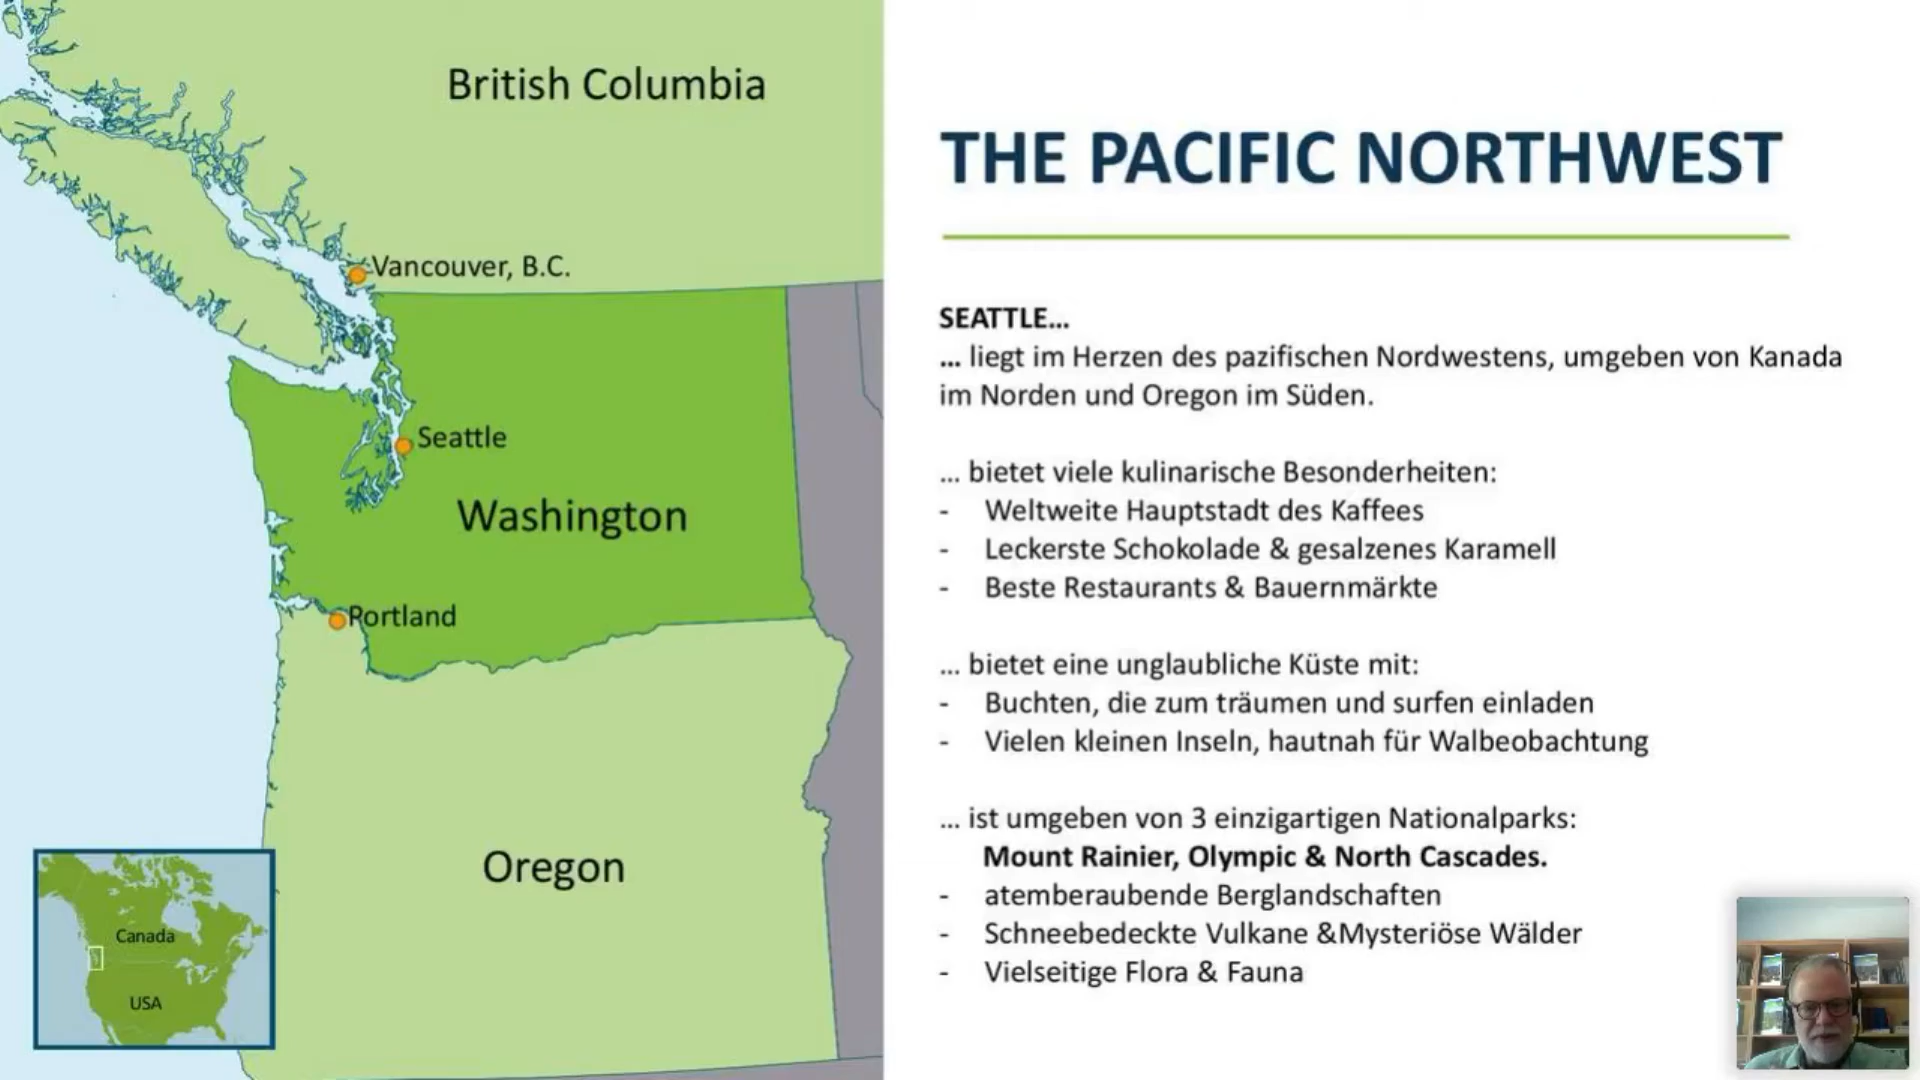 British Columbia
Vancouver, B.C.
Seattle
Washington
Portland
Oregon
Canada
USA
THE PACIFIC NORTHWEST
SEATTLE...
... liegt im Herzen des pazifischen Nordwestens, umgeben von Kanada
im Norden und Oregon im Süden.
... bietet viele kulinarische Besonderheiten:
- Weltweite Hauptstadt des Kaffees
- Leckerste Schokolade & gesalzenes Karamell
- Beste Restaurants & Bauernmärkte
... bietet eine unglaubliche Küste mit:
- Buchten, die zum träumen und surfen einladen
- Vielen kleinen Inseln, hautnah für Walbeobachtung
... ist umgeben von 3 einzigartigen Nationalparks:
Mount Rainier, Olympic & North Cascades.
- atemberaubende Berglandschaften
- Schneebedeckte Vulkane &Mysteriöse Wälder
- Vielseitige Flora & Fauna